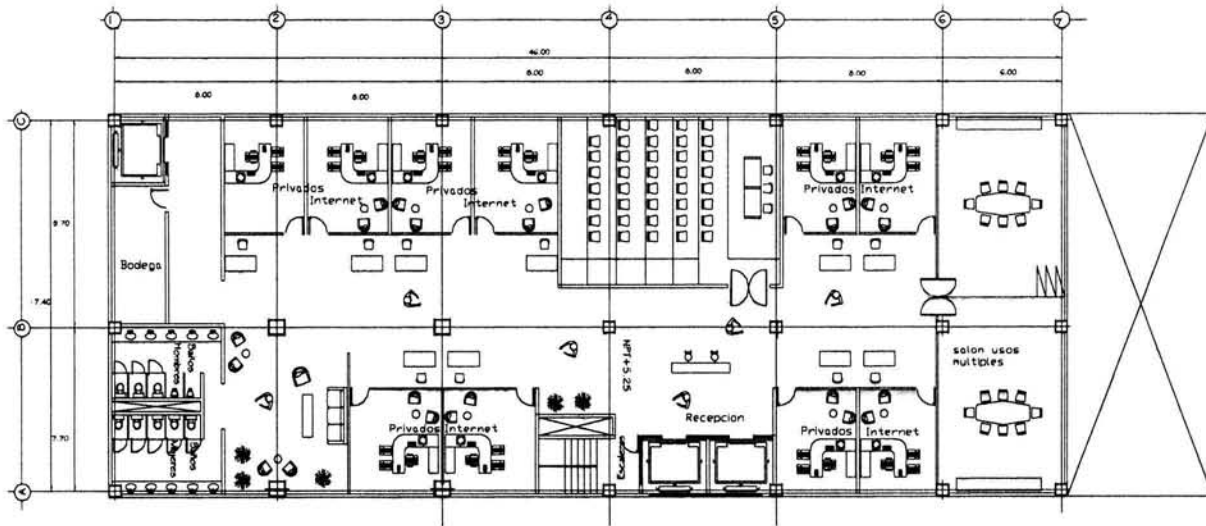 1 2 3 4 5 6 7
46.00
8.00 8.00 8.00
6.00
8.00 8.00
C
Privados
Internet
Privados
Internet
Privados Internet
9.70
Bodega
17.40
B
Baños
Hombres
NPT+5.25
salon usos
multiples
Recepcion
Privados Internet
Privados Internet
7.70
Baños
Mujeres
A